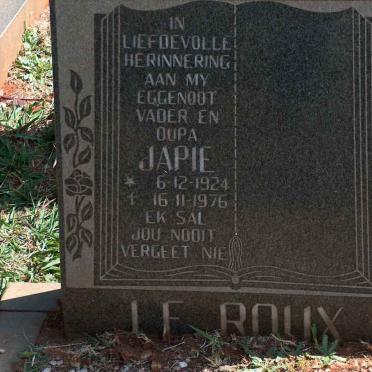 IN
LIEFDEVOLLE
HERINNERING
AAN MY
EGGENOOT
VADER EN
OUPA
JAPIE
* 6-12-1924
† 16-11-1976
EK SAL
JOU NOOIT
VERGEET NIE
LE ROUX